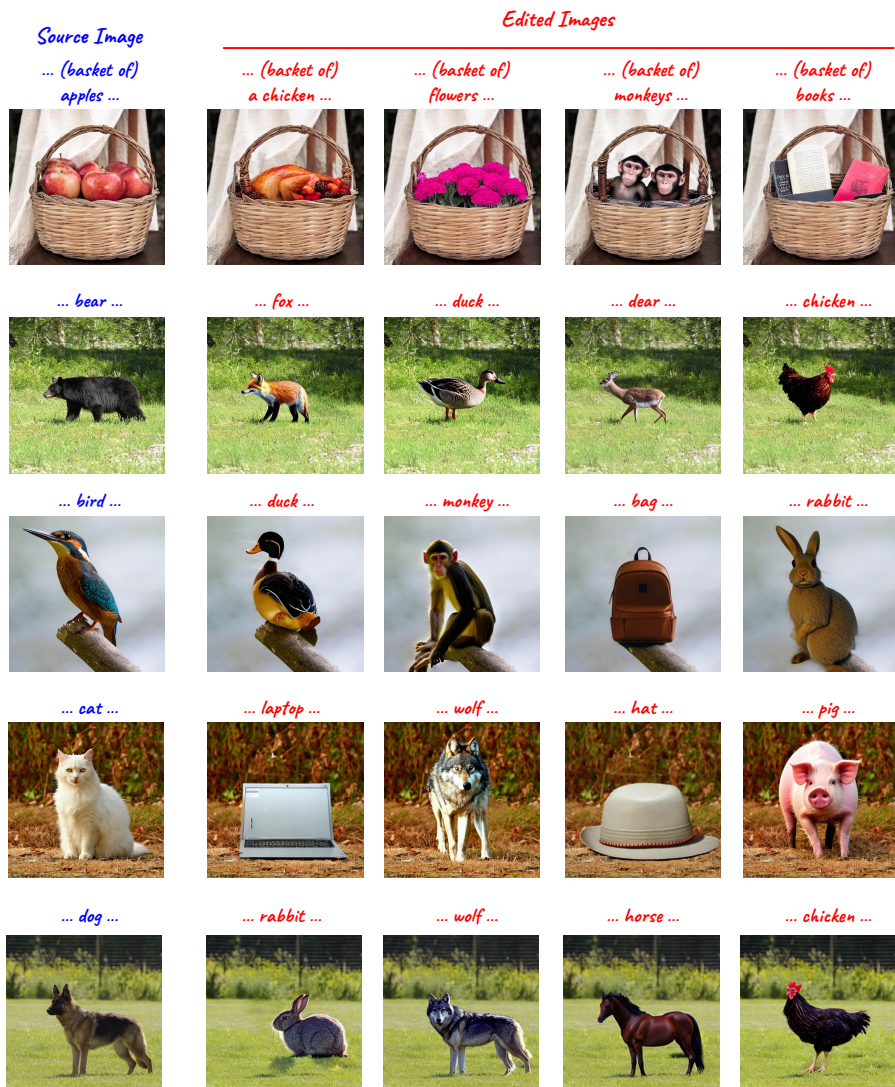 Source Image
Edited Images
... (basket of) apples ...
... (basket of) a chicken ...
... (basket of) flowers ...
... (basket of) monkeys ...
... (basket of) books ...
... bear ...
... fox ...
... duck ...
... dear ...
... chicken ...
... bird ...
... duck ...
... monkey ...
... bag ...
... rabbit ...
... cat ...
... laptop ...
... wolf ...
... hat ...
... pig ...
... dog ...
... rabbit ...
... wolf ...
... horse ...
... chicken ...